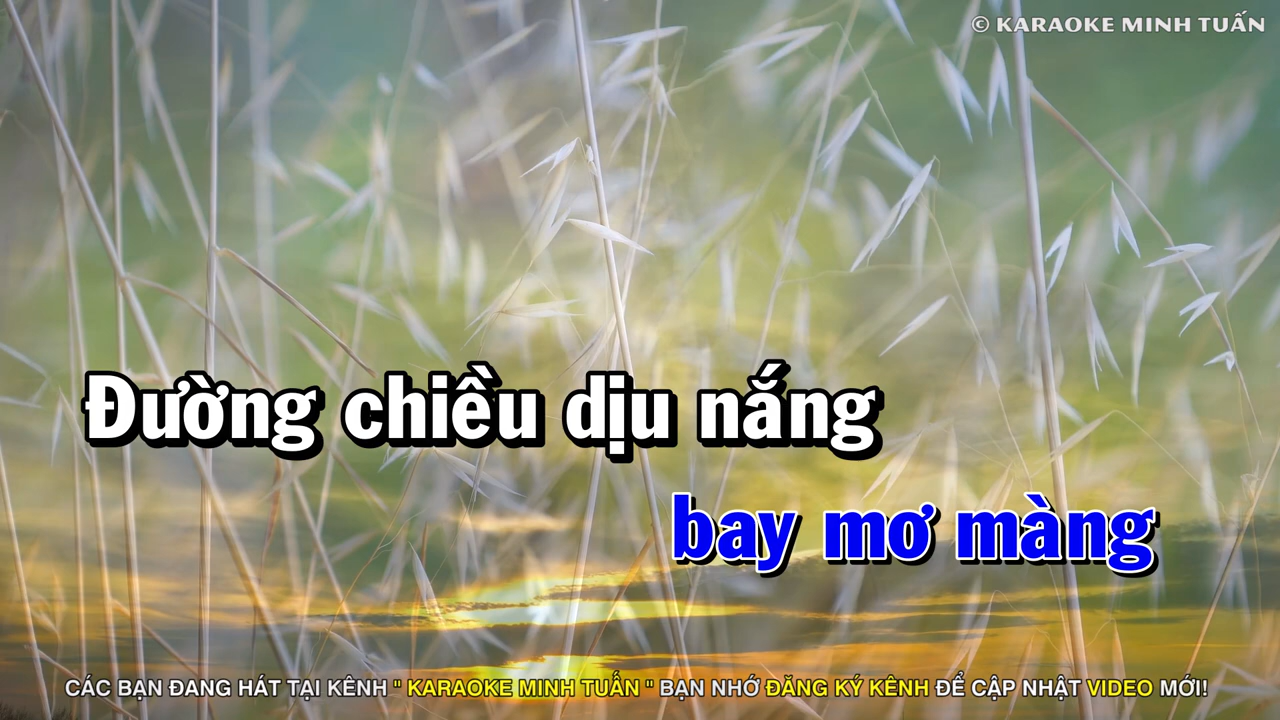 © KARAOKE MINH TUẤN
Đường chiều dịu nắng
bay mơ màng
CÁC BẠN ĐANG HÁT TẠI KÊNH " KARAOKE MINH TUẤN " BẠN NHỚ ĐĂNG KÝ KÊNH ĐỂ CẬP NHẬT VIDEO MỚI!